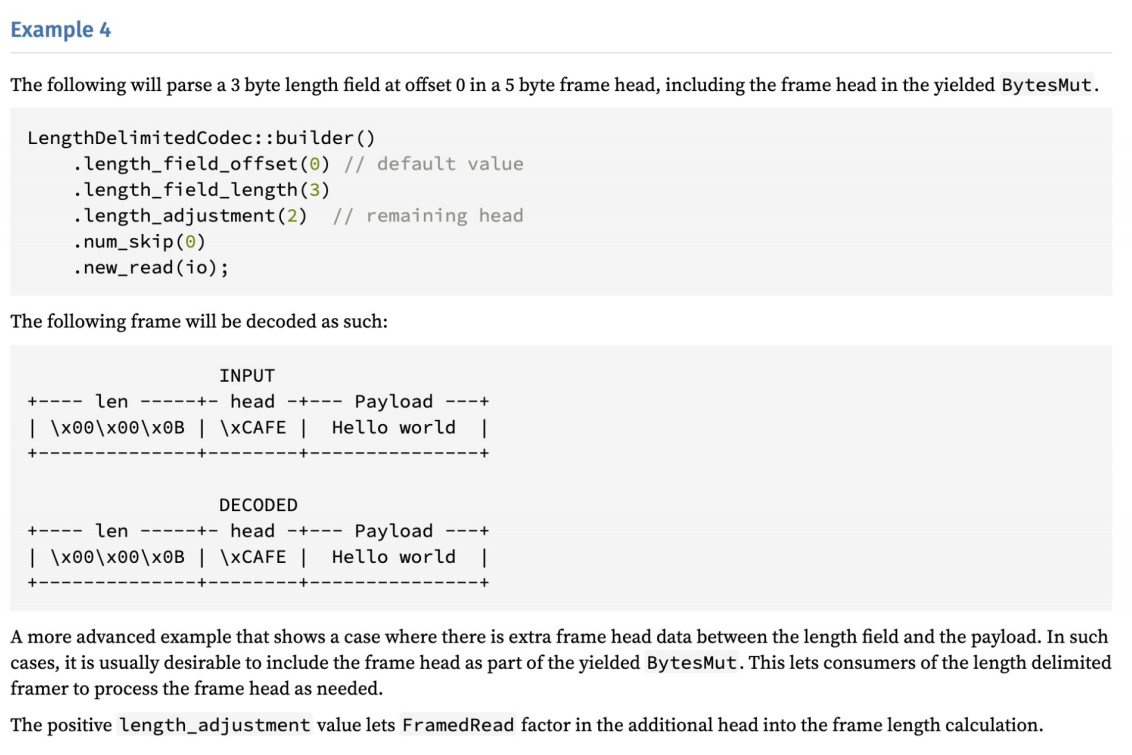 Example 4
The following will parse a 3 byte length field at offset 0 in a 5 byte frame head, including the frame head in the yielded BytesMut.
LengthDelimitedCodec::builder()
    .length_field_offset(0) // default value
    .length_field_length(3)
    .length_adjustment(2)  // remaining head
    .num_skip(0)
    .new_read(io);
The following frame will be decoded as such:
                 INPUT
+---- len -----+- head -+--- Payload ---+
| \x00\x00\x0B | \xCAFE |  Hello world  |
+--------------+--------+---------------+
                 DECODED
+---- len -----+- head -+--- Payload ---+
| \x00\x00\x0B | \xCAFE |  Hello world  |
+--------------+--------+---------------+
A more advanced example that shows a case where there is extra frame head data between the length field and the payload. In such
cases, it is usually desirable to include the frame head as part of the yielded BytesMut. This lets consumers of the length delimited
framer to process the frame head as needed.
The positive length_adjustment value lets FramedRead factor in the additional head into the frame length calculation.